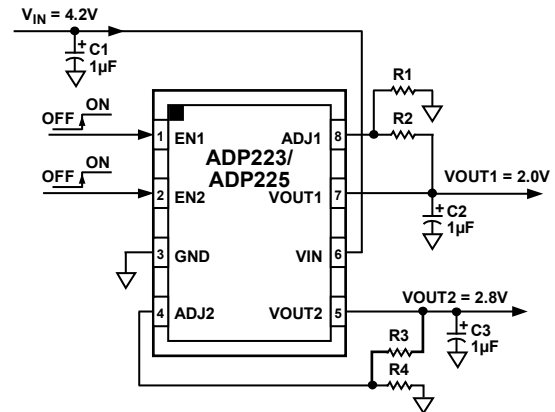 VIN = 4.2V
C1
1µF
R1
R2
OFF ON
OFF ON
ADP223/
ADP225
1 EN1
2 EN2
3 GND
4 ADJ2
ADJ1 8
VOUT1 7
VIN 6
VOUT2 5
VOUT1 = 2.0V
C2
1µF
VOUT2 = 2.8V
C3
1µF
R3
R4